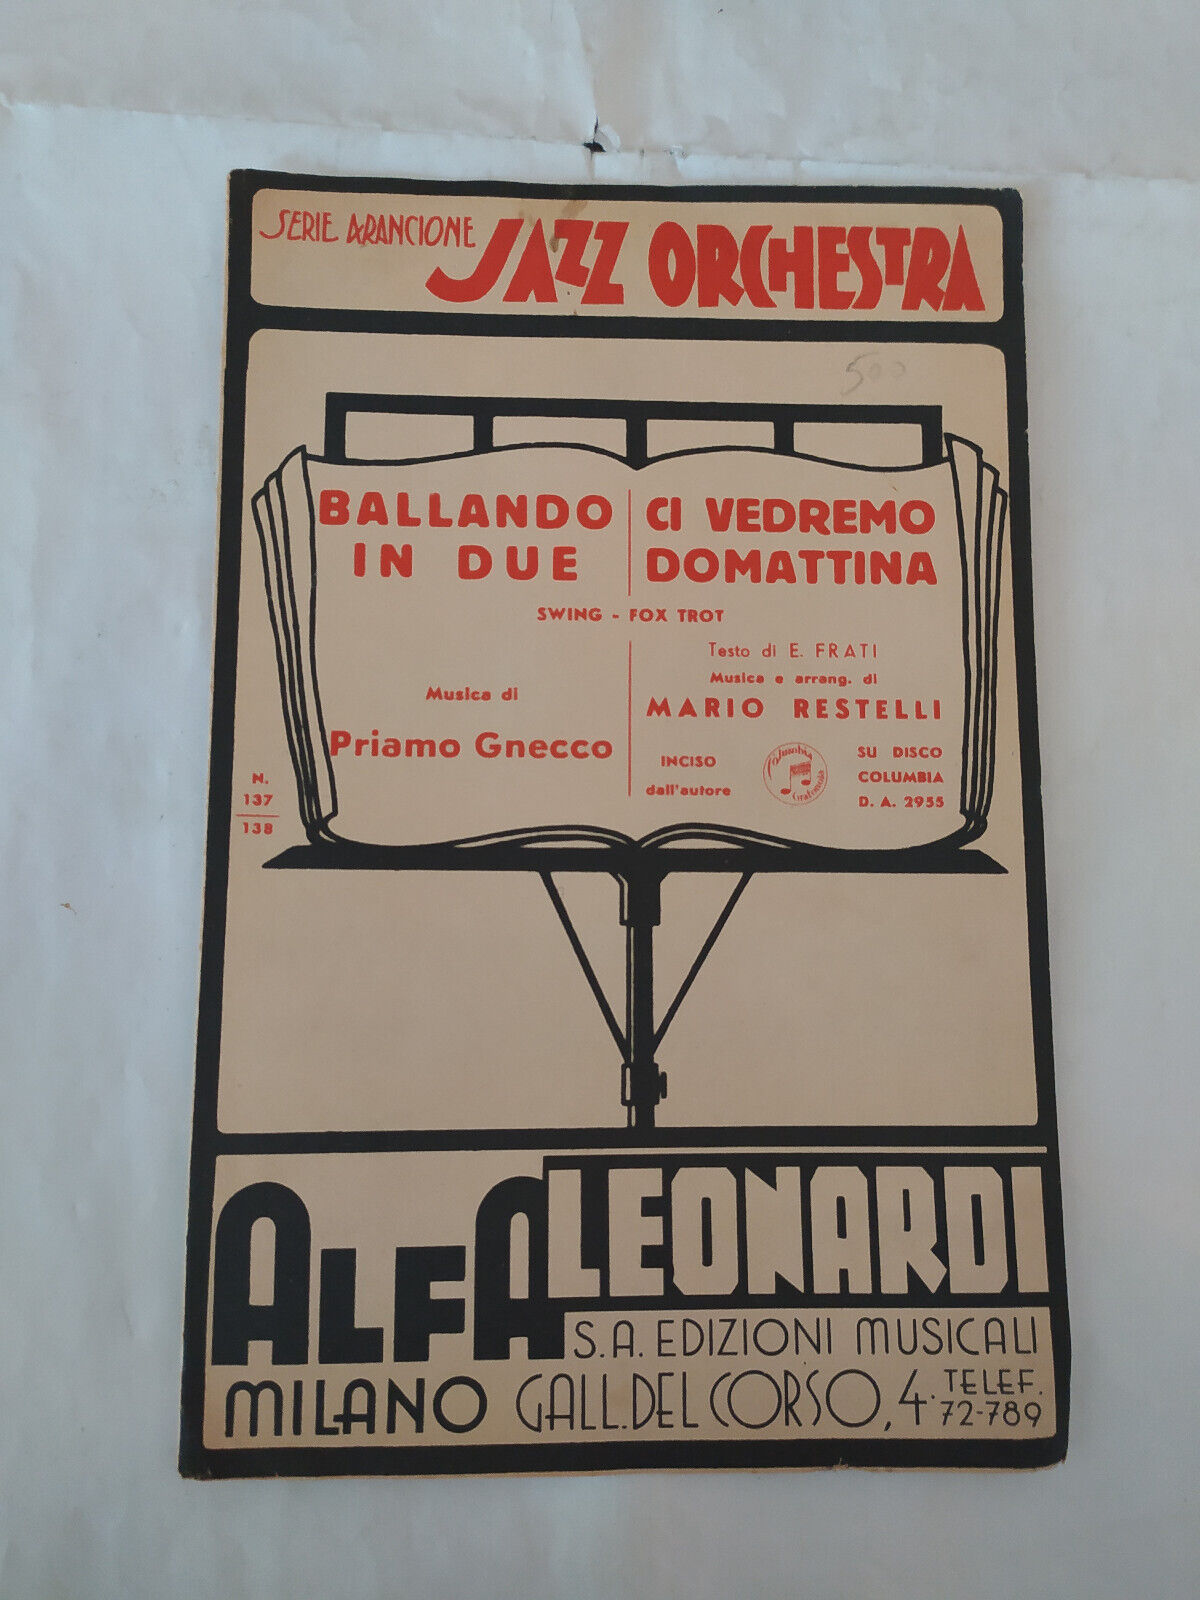 SERIE ARANCIONE JAZZ ORCHESTRA
500
BALLANDO
IN DUE
CI VEDREMO
DOMATTINA
SWING - FOX TROT
Musica di
Priamo Gnecco
Testo di E. FRATI
Musica e arrang. di
MARIO RESTELLI
INCISO
dall'autore
Columbia
Grafonola
SU DISCO
COLUMBIA
D. A. 2955
N.
137
138
ALFA LEONARDI
S.A. EDIZIONI MUSICALI
MILANO GALL. DEL CORSO, 4. TELEF.
72-789